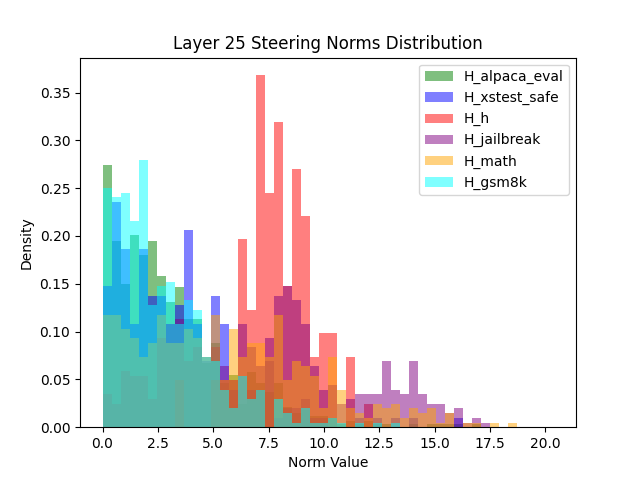 Layer 25 Steering Norms Distribution
H_alpaca_eval
H_xstest_safe
H_h
H_jailbreak
H_math
H_gsm8k
Density
0.35
0.30
0.25
0.20
0.15
0.10
0.05
0.00
0.0 2.5 5.0 7.5 10.0 12.5 15.0 17.5 20.0
Norm Value